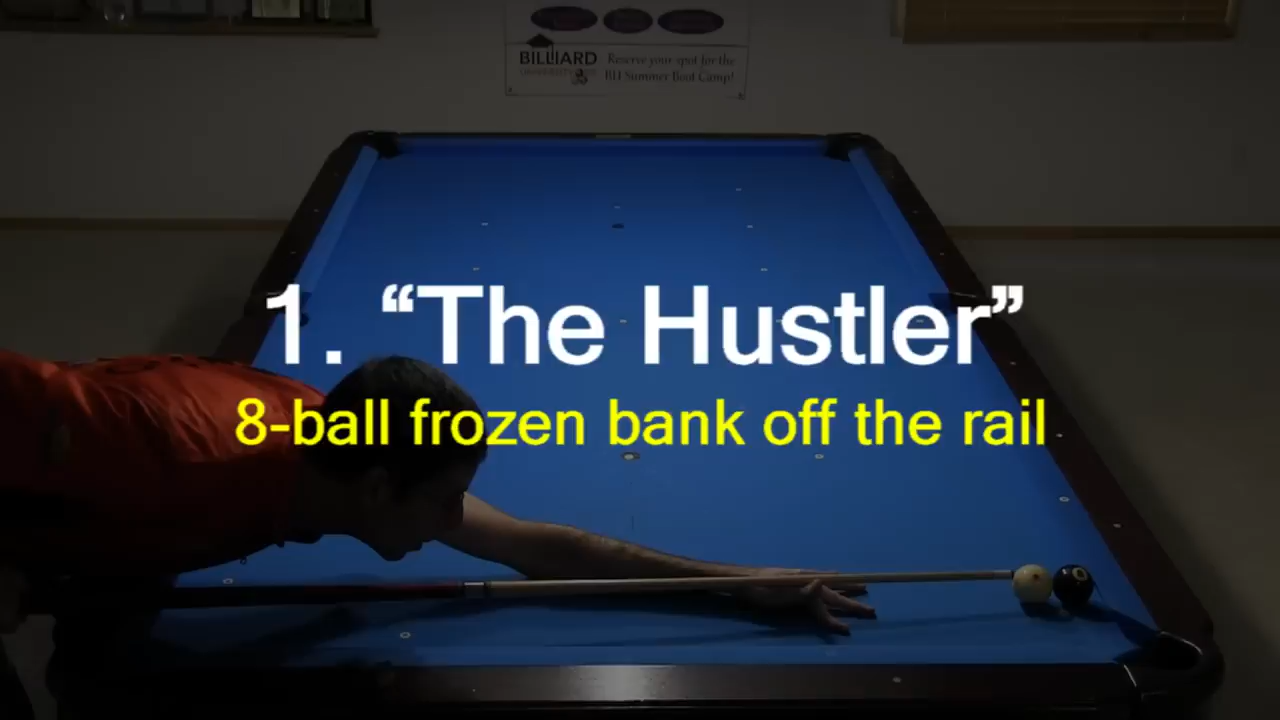 BILLIARD
UNIVERSITY
Reserve your spot for the
BU Summer Boot Camp!
1. “The Hustler”
8-ball frozen bank off the rail